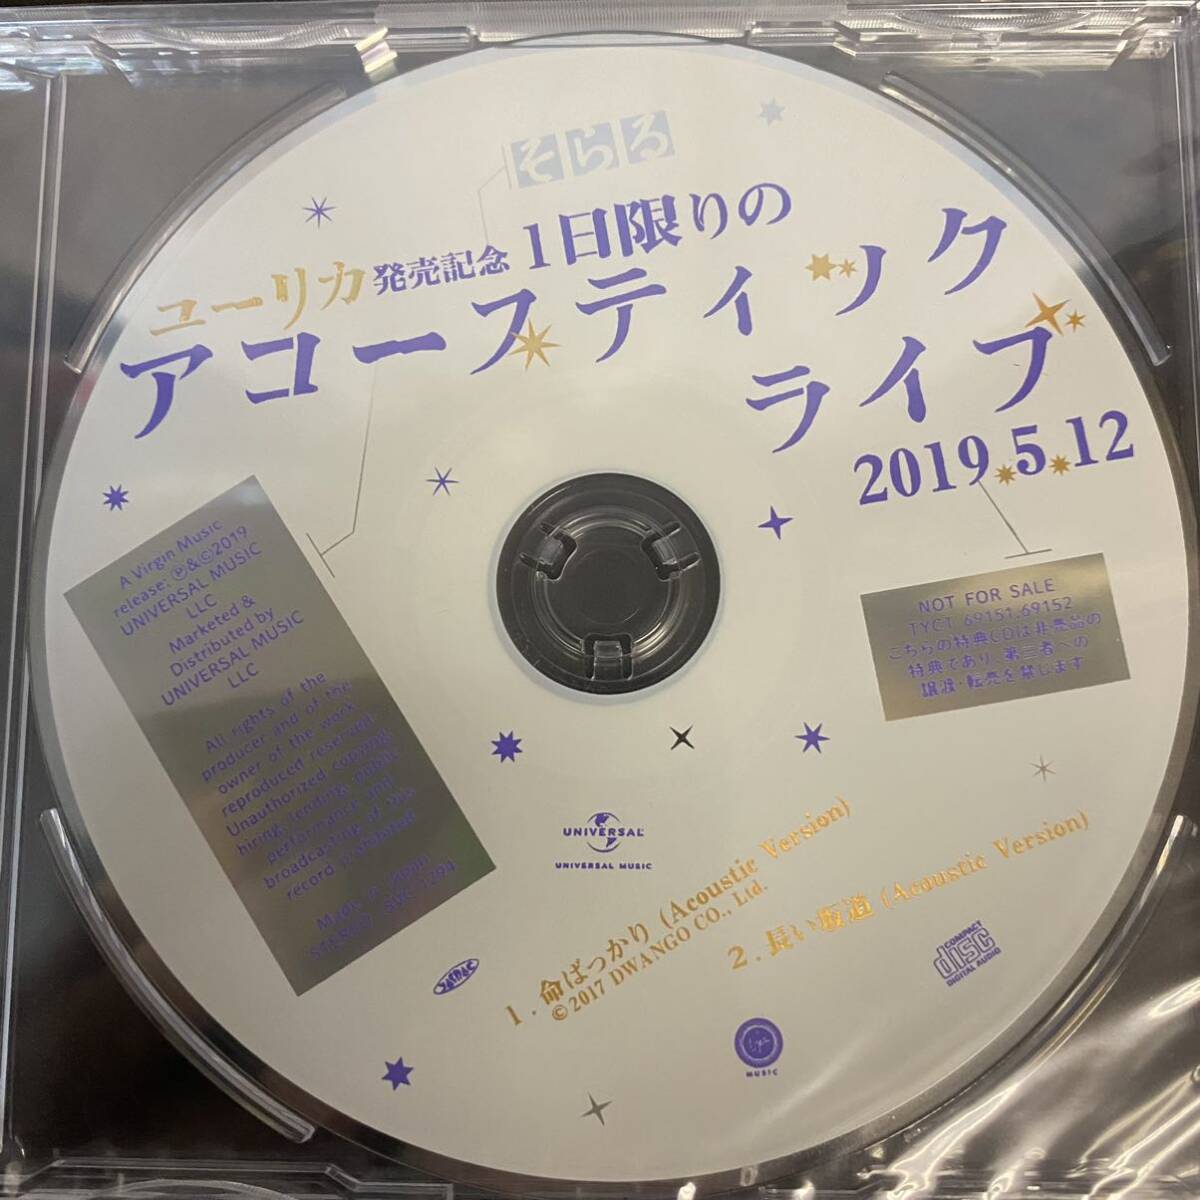 そらる
ユーリカ発売記念 1日限りの
アコースティック
ライブ
2019.5.12
A Virgin Music
release; ℗&©2019
UNIVERSAL MUSIC
LLC
Marketed &
Distributed by
UNIVERSAL MUSIC
LLC
All rights of the
producer and of the
owner of the work
reproduced reserved.
Unauthorized copying,
hiring, lending, public
performance and
broadcasting of this
record prohibited.
Made in Japan
STEREO
NOT FOR SALE
TYCT 69151.69152
こちらの特典CDは非売品の
特典であり、第三者への
譲渡・転売を禁じます
UNIVERSAL
UNIVERSAL MUSIC
1. 命ばっかり (Acoustic Version)
©2017 DWANGO CO., Ltd.
2. 長い坂道 (Acoustic Version)
JASRAC
COMPACT
disc
DIGITAL AUDIO
MUSIC